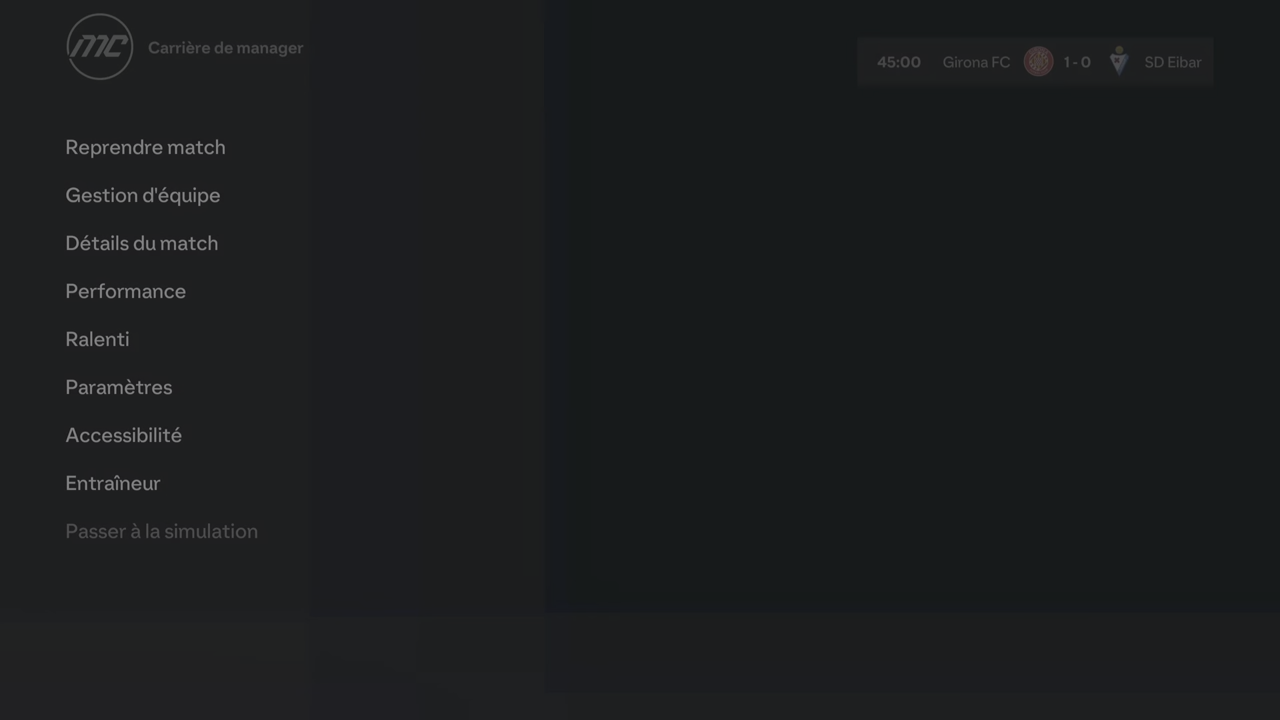 MC Carrière de manager
45:00 Girona FC 1 - 0 SD Eibar
Reprendre match
Gestion d'équipe
Détails du match
Performance
Ralenti
Paramètres
Accessibilité
Entraîneur
Passer à la simulation